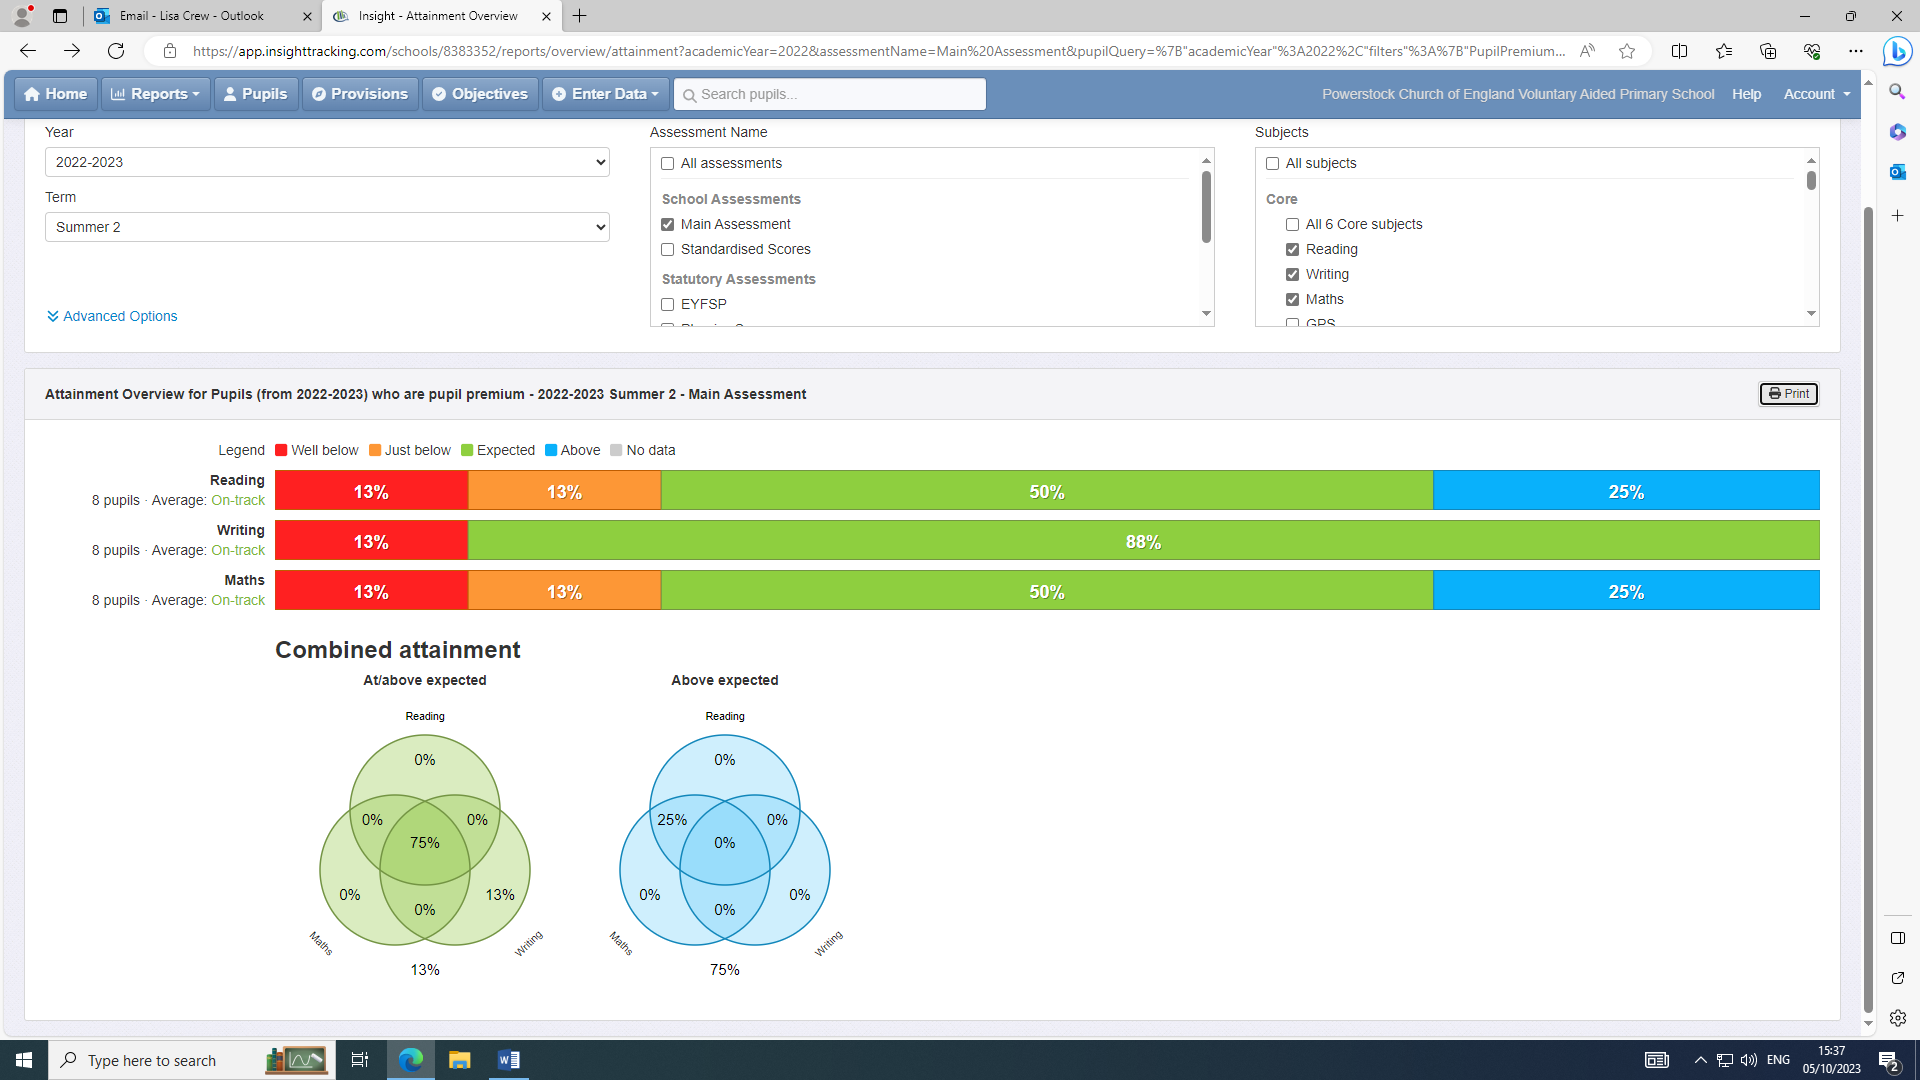 Email - Lisa Crew - Outlook
Insight - Attainment Overview
https://app.insighttracking.com/schools/8383352/reports/overview/attainment?academicYear=2022&assessmentName=Main%20Assessment&pupilQuery=%7B"academicYear"%3A2022%2C"filters"%3A%7B"PupilPremium...
Home Reports Pupils Provisions Objectives Enter Data Search pupils... Powerstock Church of England Voluntary Aided Primary School Help Account
Year
2022-2023
Term
Summer 2
Advanced Options
Assessment Name
All assessments
School Assessments
Main Assessment
Standardised Scores
Statutory Assessments
EYFSP
Subjects
All subjects
Core
All 6 Core subjects
Reading
Writing
Maths
GPS
Attainment Overview for Pupils (from 2022-2023) who are pupil premium - 2022-2023 Summer 2 - Main Assessment
Print
Legend Well below Just below Expected Above No data
Reading
8 pupils · Average: On-track
13% 13% 50% 25%
Writing
8 pupils · Average: On-track
13% 88%
Maths
8 pupils · Average: On-track
13% 13% 50% 25%
Combined attainment
At/above expected
Reading
0%
0% 0%
75%
0% 13%
0%
Maths Writing
13%
Above expected
Reading
0%
25% 0%
0%
0% 0%
0%
Maths Writing
75%
Type here to search
ENG
15:37
05/10/2023
2